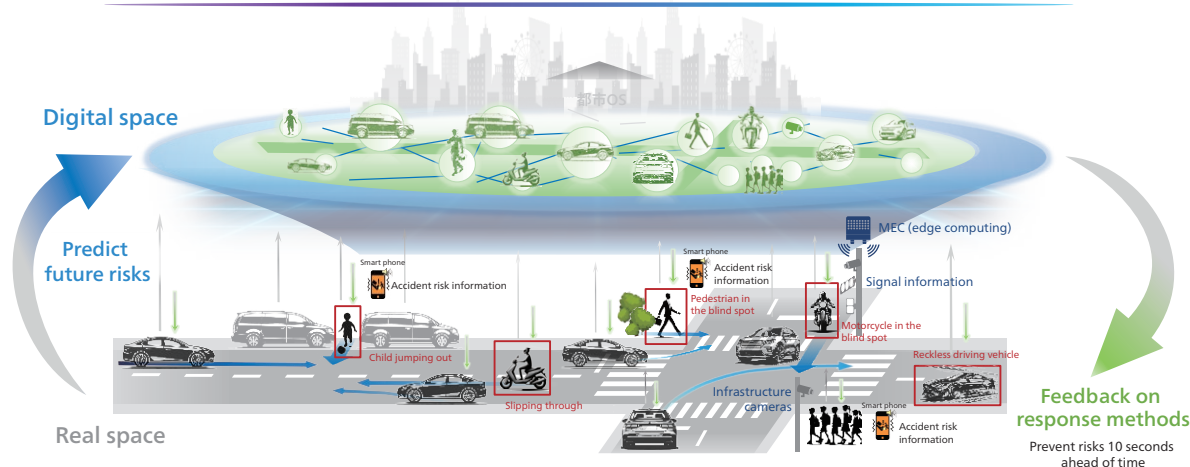 都市OS
Digital space
Predict
future risks
Real space
MEC (edge computing)
Signal information
Smart phone
Accident risk information
Smart phone
Accident risk
information
Pedestrian in
the blind spot
Motorcycle in the
blind spot
Child jumping out
Slipping through
Reckless driving vehicle
Infrastructure
cameras
Smart phone
Accident risk
information
Feedback on
response methods
Prevent risks 10 seconds
ahead of time